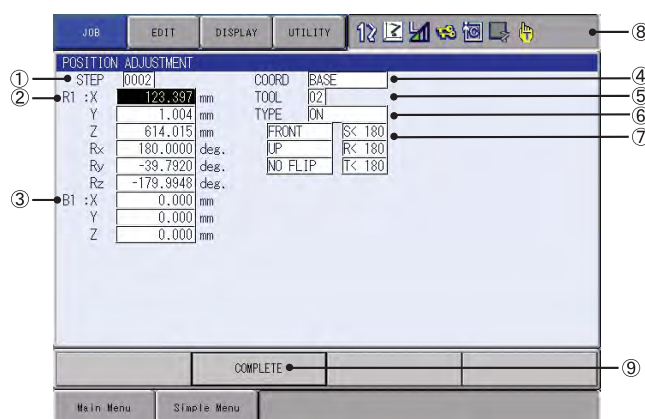 JOB EDIT DISPLAY UTILITY ⑧
POSITION ADJUSTMENT
① STEP 0002 COORD BASE ④
② R1 :X 123.397 mm TOOL 02 ⑤
Y 1.004 mm TYPE ON ⑥
Z 614.015 mm FRONT S< 180 ⑦
Rx 180.0000 deg. UP R< 180
Ry -39.7920 deg. NO FLIP T< 180
Rz -179.9948 deg.
③ B1 :X 0.000 mm
Y 0.000 mm
Z 0.000 mm
COMPLETE ⑨
Main Menu Simple Menu